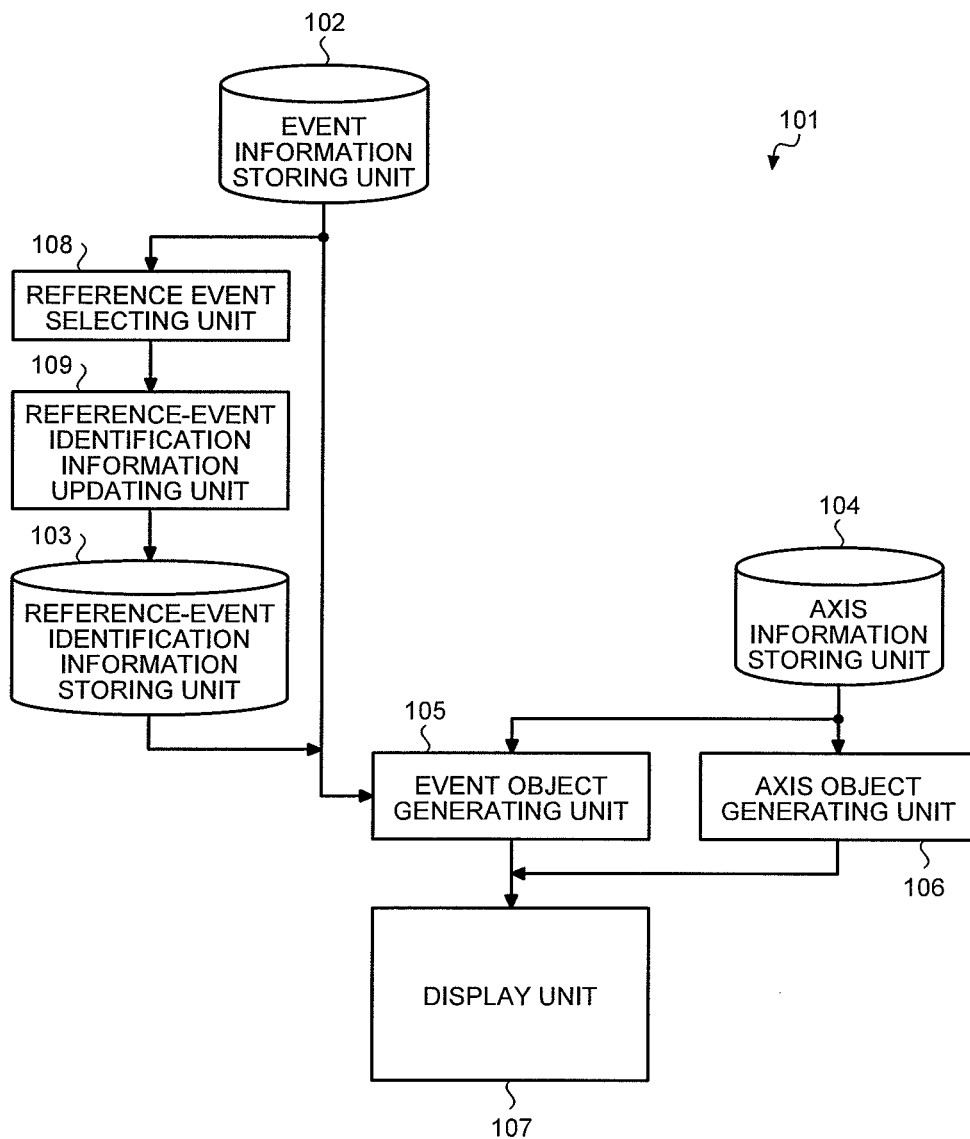 102
EVENT
INFORMATION
STORING UNIT
101
108
REFERENCE EVENT
SELECTING UNIT
109
REFERENCE-EVENT
IDENTIFICATION
INFORMATION
UPDATING UNIT
103
REFERENCE-EVENT
IDENTIFICATION
INFORMATION
STORING UNIT
104
AXIS
INFORMATION
STORING UNIT
105
EVENT OBJECT
GENERATING UNIT
AXIS OBJECT
GENERATING UNIT
106
DISPLAY UNIT
107